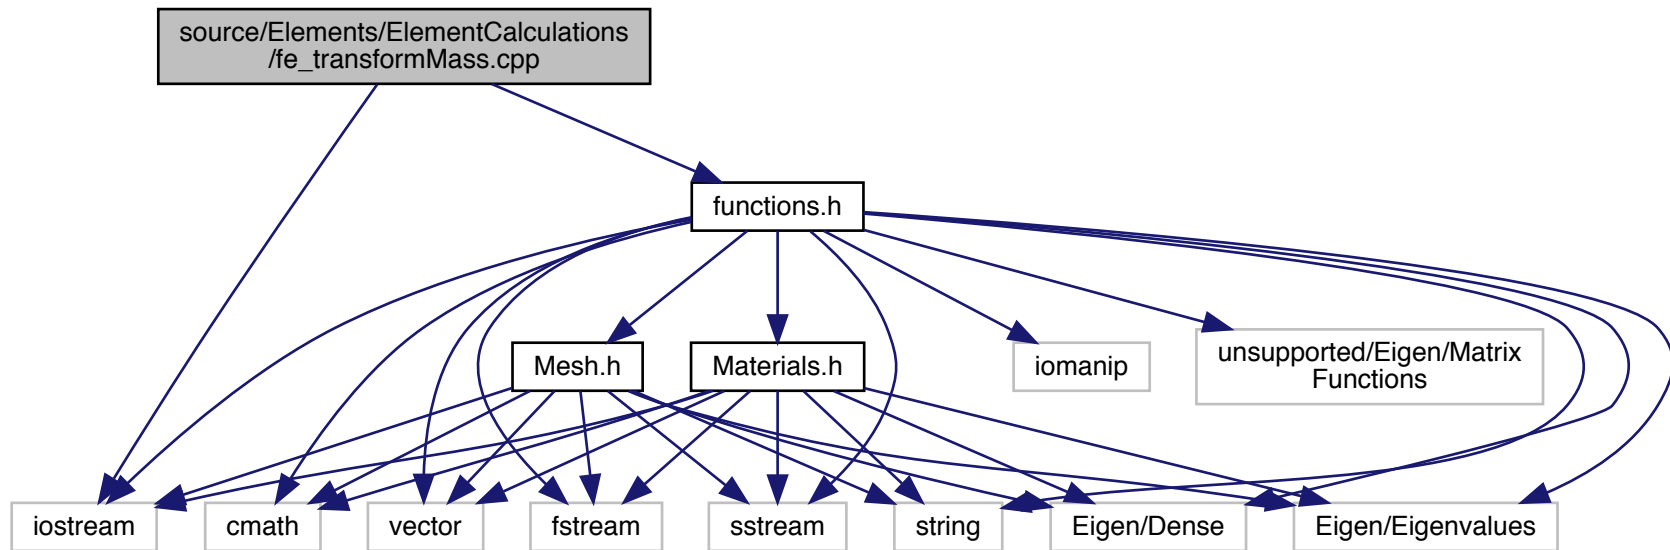 source/Elements/ElementCalculations
/fe_transformMass.cpp
functions.h
Mesh.h
Materials.h
iomanip
unsupported/Eigen/Matrix
Functions
iostream
cmath
vector
fstream
sstream
string
Eigen/Dense
Eigen/Eigenvalues